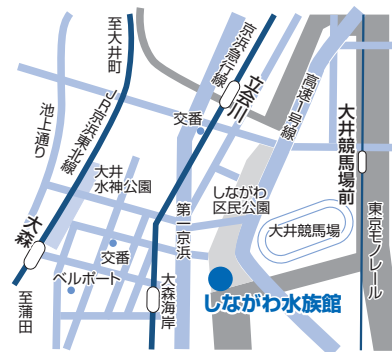 至大井町
JR京浜東北線
池上通り
京浜急行線
立会川
交番
高速1号線
大井競馬場前
東京モノレール
大井
水神公園
しながわ
区民公園
大井競馬場
第一京浜
大森
交番
ベルポート
大森海岸
しながわ水族館
至蒲田